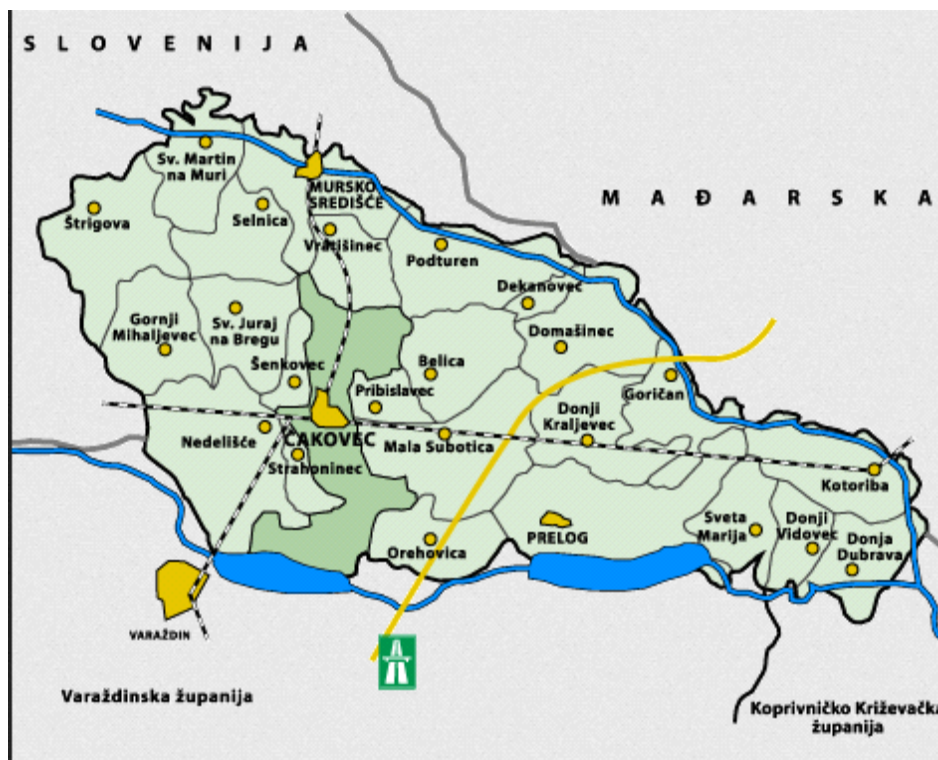 SLOVENIJA
MAĐARSKA
Sv. Martin
na Muri
MURSKO
SREDIŠĆE
Štrigova
Selnica
Vratišinec
Podturen
Dekanovec
Gornji
Mihaljevec
Sv. Juraj
na Bregu
Domašinec
Šenkovec
Belica
Pribislavec
Goričan
Donji
Kraljevec
Nedelišće
ČAKOVEC
Mala Subotica
Strahoninec
Kotoriba
Orehovica
PRELOG
Sveta
Marija
Donji
Vidovec
Donja
Dubrava
VARAŽDIN
Varaždinska županija
Koprivničko Križevačka
županija